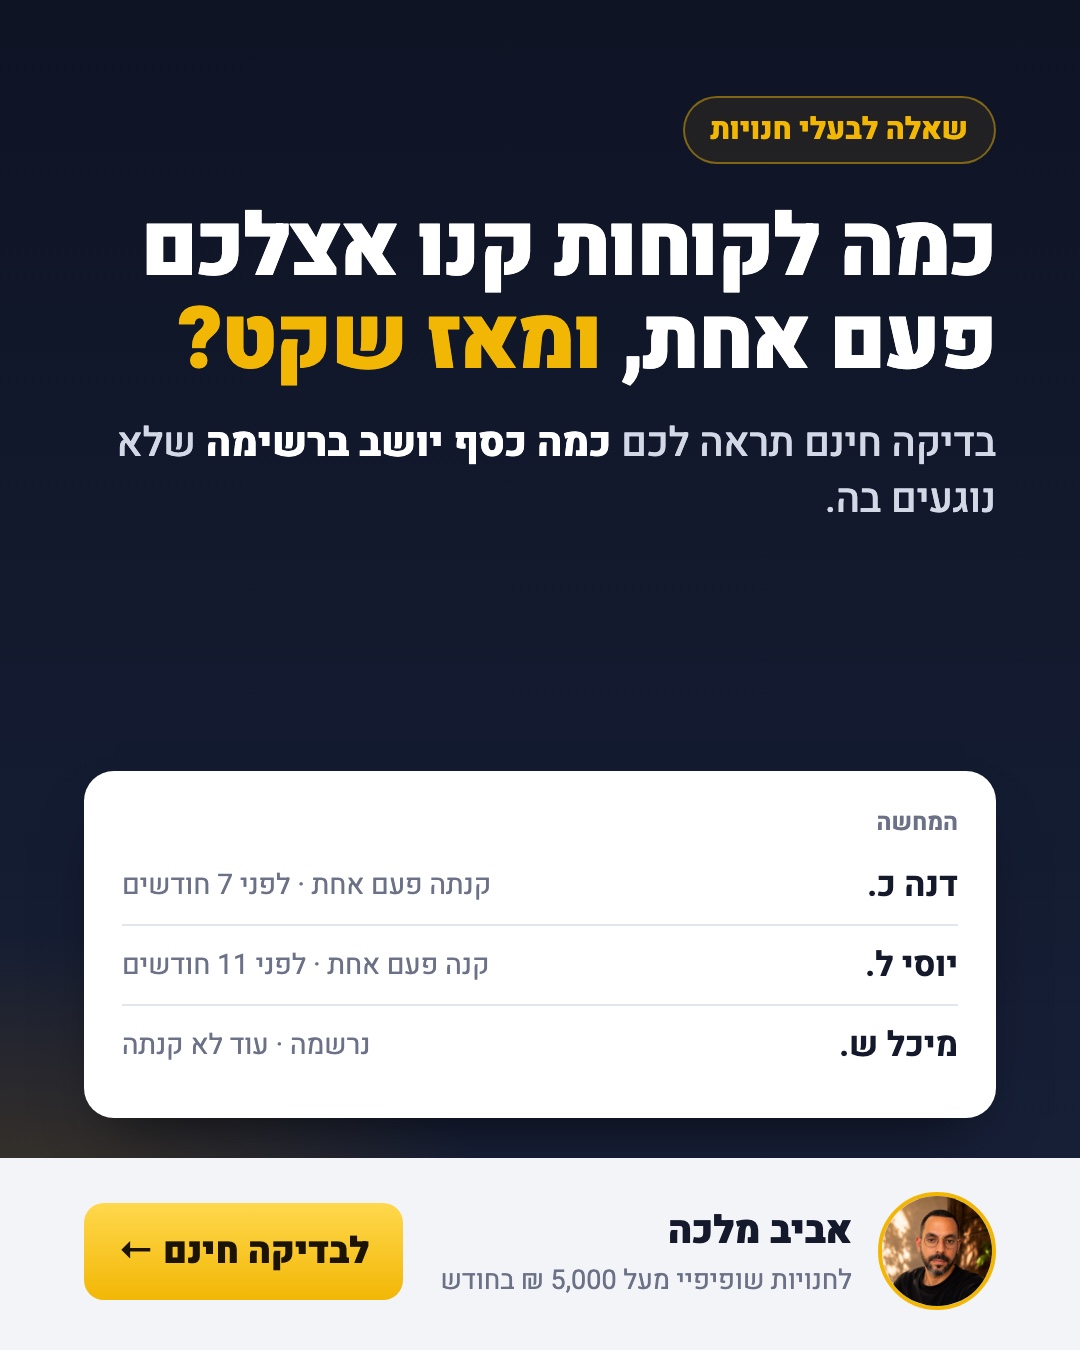 שאלה לבעלי חנויות
כמה לקוחות קנו אצלכם
פעם אחת, ומאז שקט?
בדיקה חינם תראה לכם כמה כסף יושב ברשימה שלא
נוגעים בה.
המחשה
דנה כ. קנתה פעם אחת · לפני 7 חודשים
יוסי ל. קנה פעם אחת · לפני 11 חודשים
מיכל ש. נרשמה · עוד לא קנתה
אביב מלכה
לחנויות שופיפיי מעל 5,000 ₪ בחודש
לבדיקה חינם ←